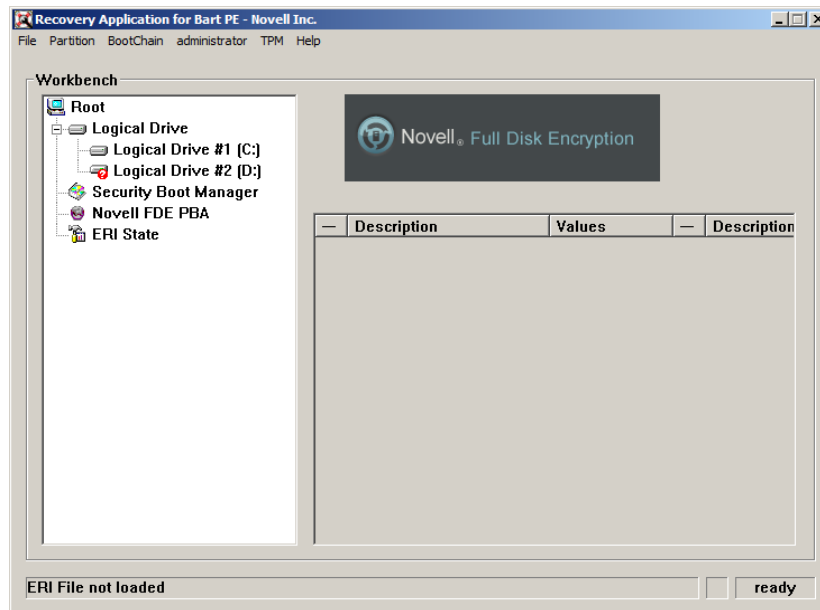 Recovery Application for Bart PE - Novell Inc.
File Partition BootChain administrator TPM Help
Workbench
Root
Logical Drive
Logical Drive #1 (C:)
Logical Drive #2 (D:)
Security Boot Manager
Novell FDE PBA
ERI State
Novell® Full Disk Encryption
— Description Values — Description
ERI File not loaded
ready